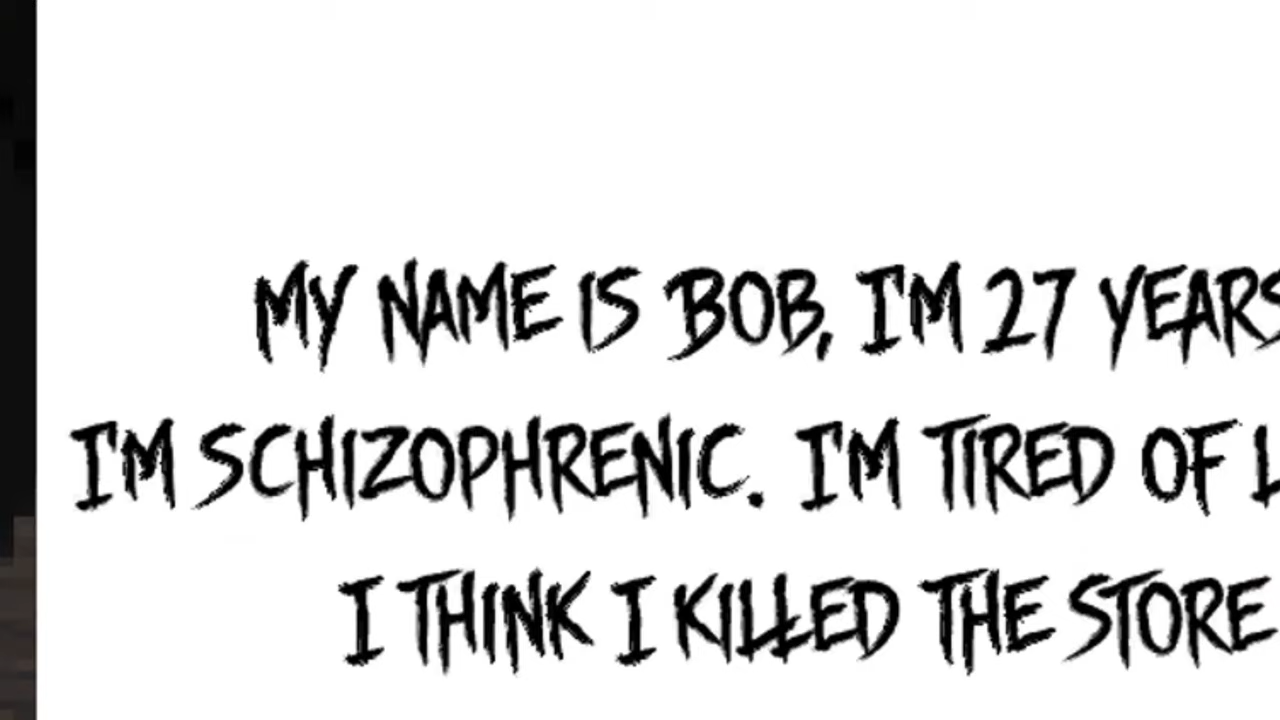 MY NAME IS BOB, I'M 27 YEARS
I'M SCHIZOPHRENIC. I'M TIRED OF L
I THINK I KILLED THE STORE